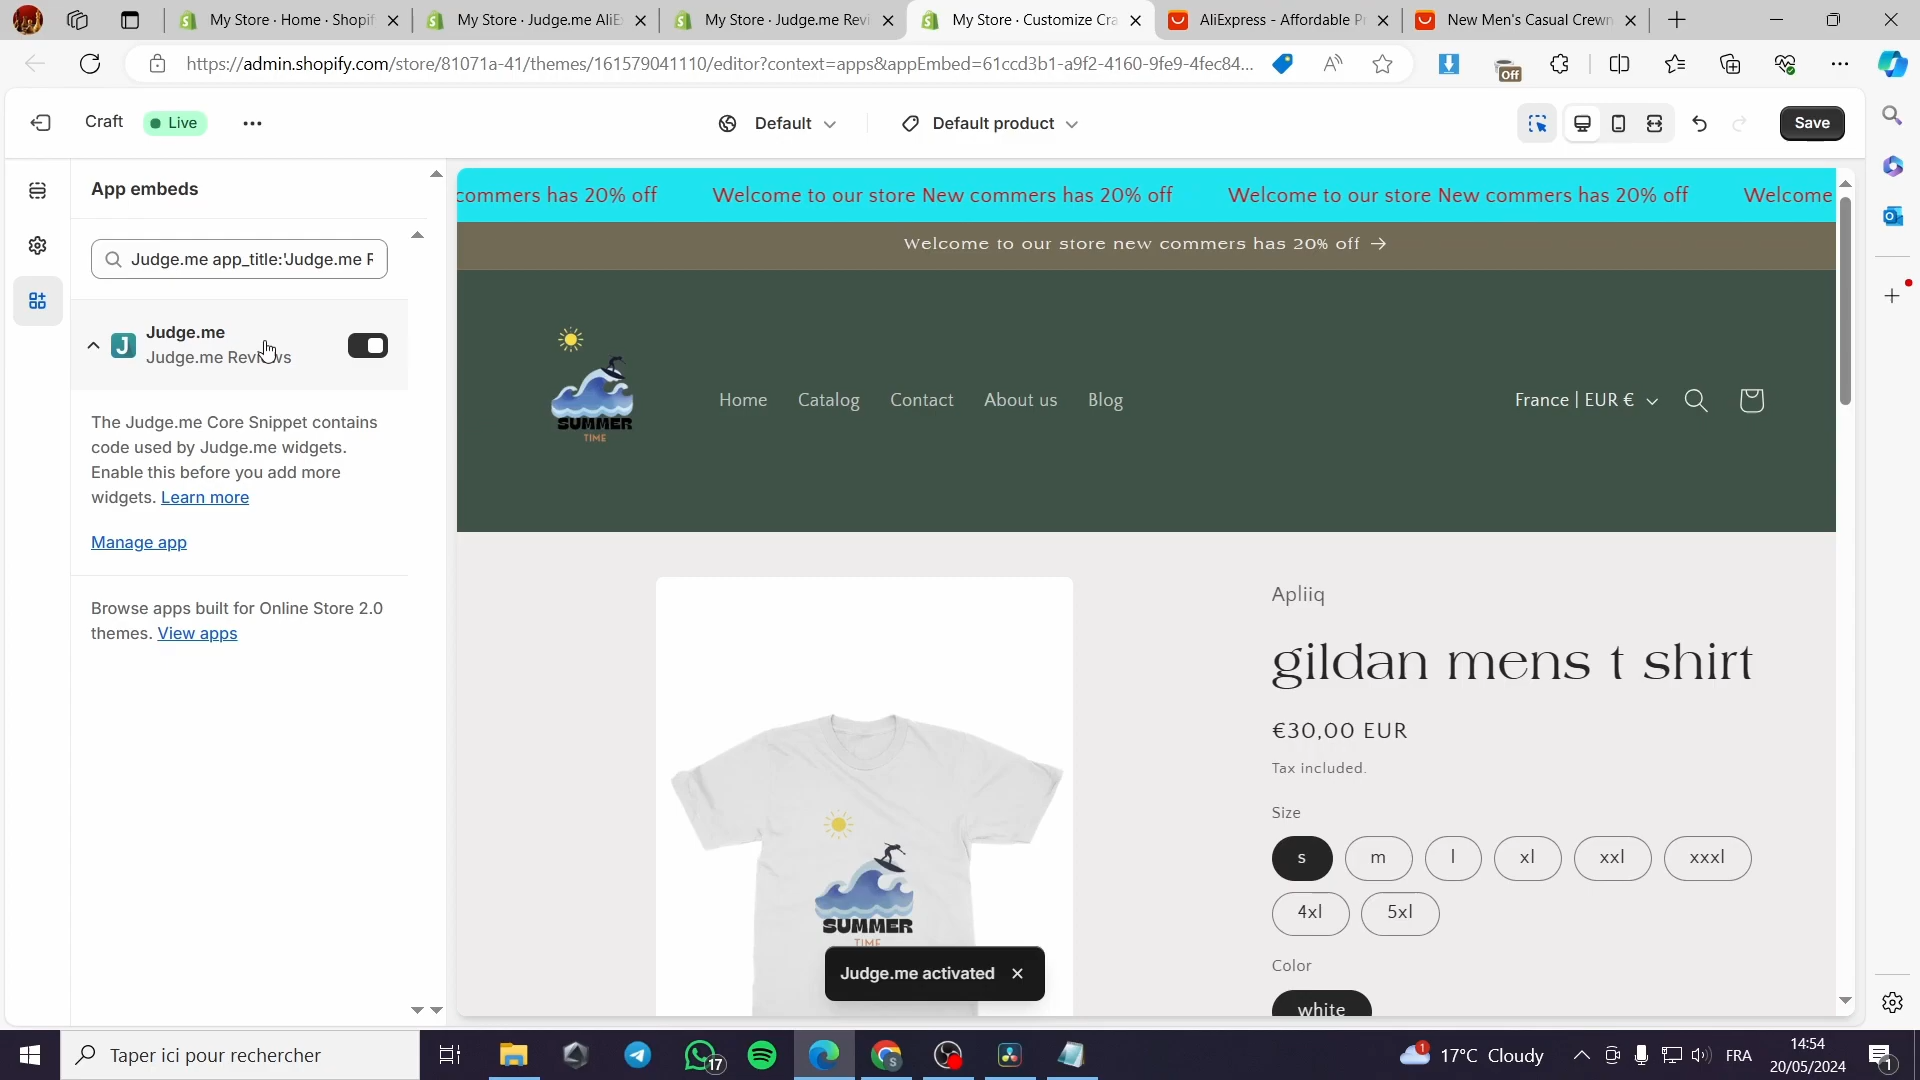 My Store · Home · Shopif
My Store · Judge.me AliE
My Store · Judge.me Revi
My Store · Customize Cra
AliExpress - Affordable P
New Men's Casual Crewn
https://admin.shopify.com/store/81071a-41/themes/161579041110/editor?context=apps&appEmbed=61ccd3b1-a9f2-4160-9fe9-4fec84...
Off
Craft
Live
Default
Default product
Save
App embeds
Judge.me app_title:'Judge.me R
Judge.me
Judge.me Reviews
The Judge.me Core Snippet contains
code used by Judge.me widgets.
Enable this before you add more
widgets. Learn more
Manage app
Browse apps built for Online Store 2.0
themes. View apps
commers has 20% off
Welcome to our store New commers has 20% off
Welcome to our store New commers has 20% off
Welcome
Welcome to our store new commers has 20% off →
SUMMER
TIME
Home
Catalog
Contact
About us
Blog
France | EUR €
Apliiq
gildan mens t shirt
€30,00 EUR
Tax included.
Size
s
m
l
xl
xxl
xxxl
4xl
5xl
Color
white
SUMMER
TIME
Judge.me activated
Taper ici pour rechercher
17
1
17°C Cloudy
FRA
14:54
20/05/2024
1